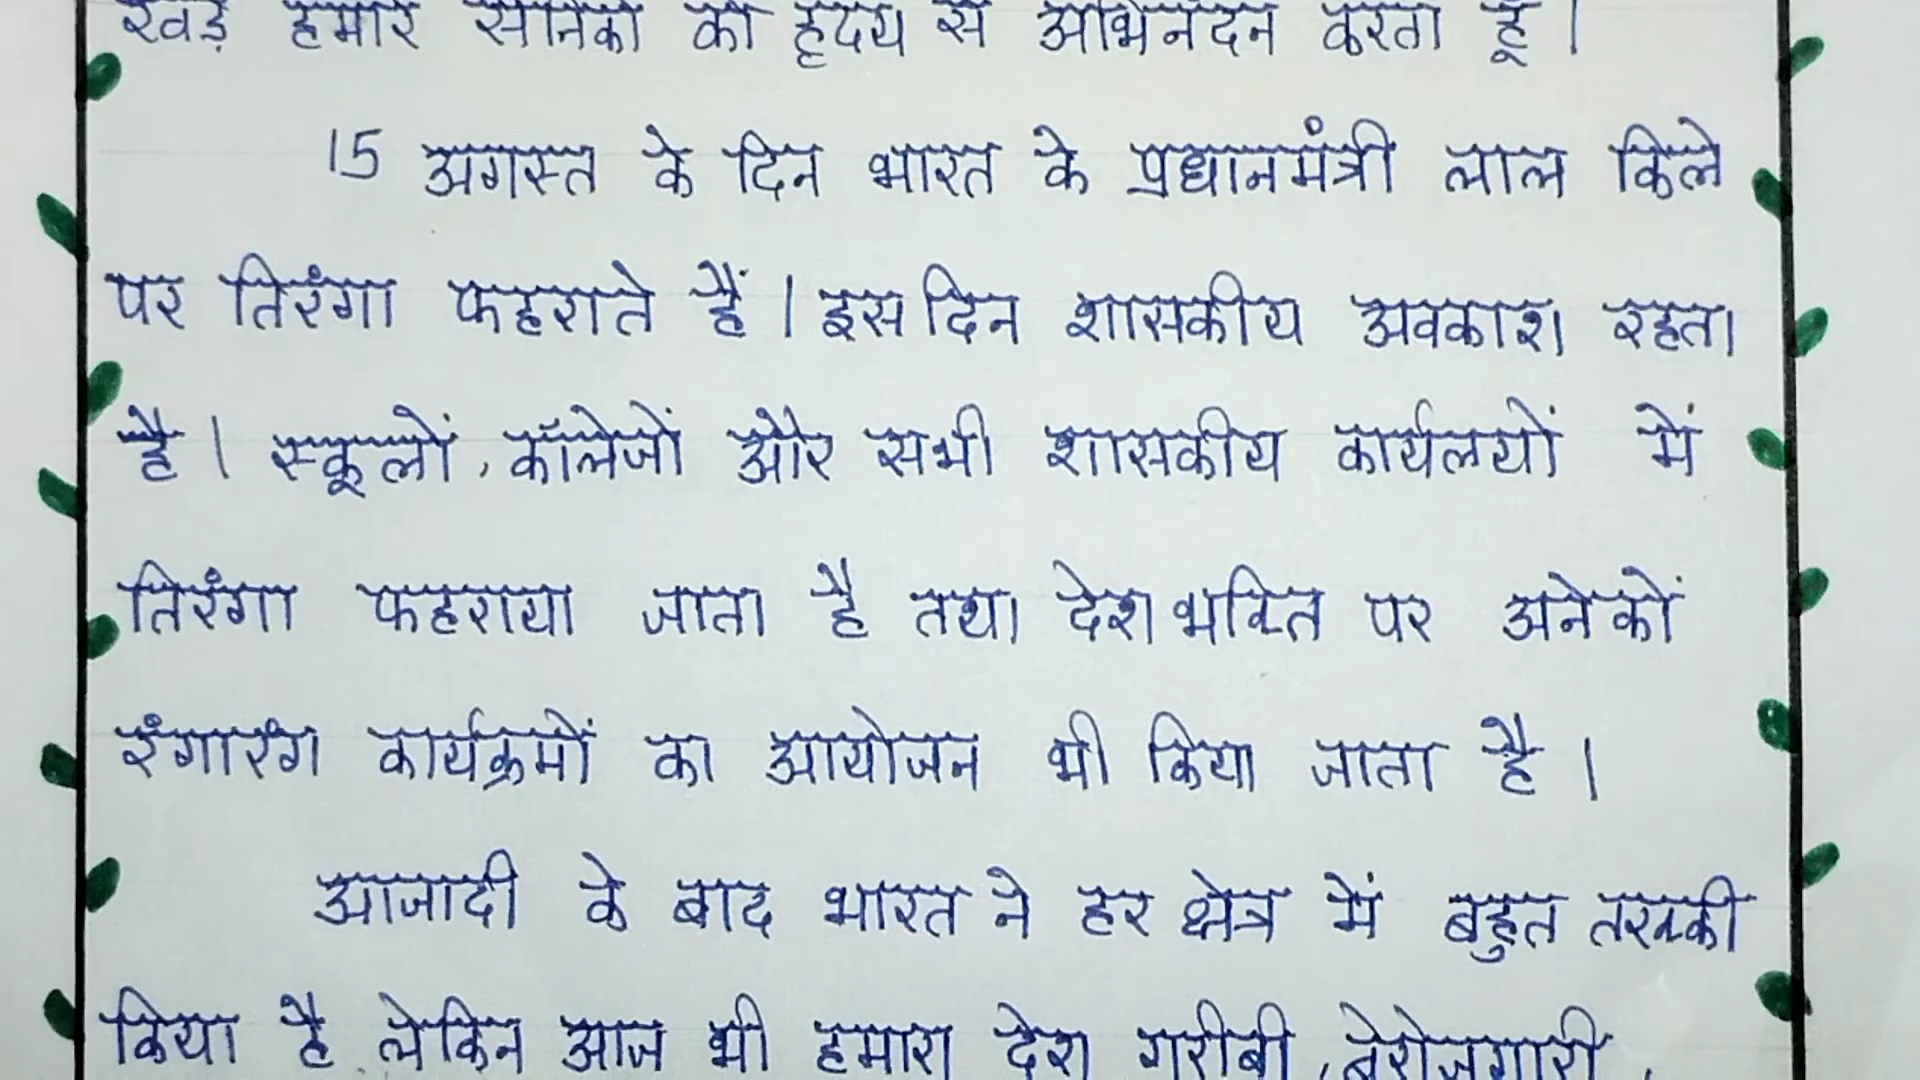 खड़े हमारे सैनिकों को हृदय से अभिनंदन करता हूँ |
15 अगस्त के दिन भारत के प्रधानमंत्री लाल किले
पर तिरंगा फहराते हैं | इस दिन शासकीय अवकाश रहता
है | स्कूलों, कॉलेजों और सभी शासकीय कार्यलयों में
तिरंगा फहराया जाता है तथा देश भक्ति पर अनेकों
रंगारंग कार्यक्रमों का आयोजन भी किया जाता है |
आजादी के बाद भारत ने हर क्षेत्र में बहुत तरक्की
किया है लेकिन आज भी हमारा देश गरीबी, बेरोजगारी,